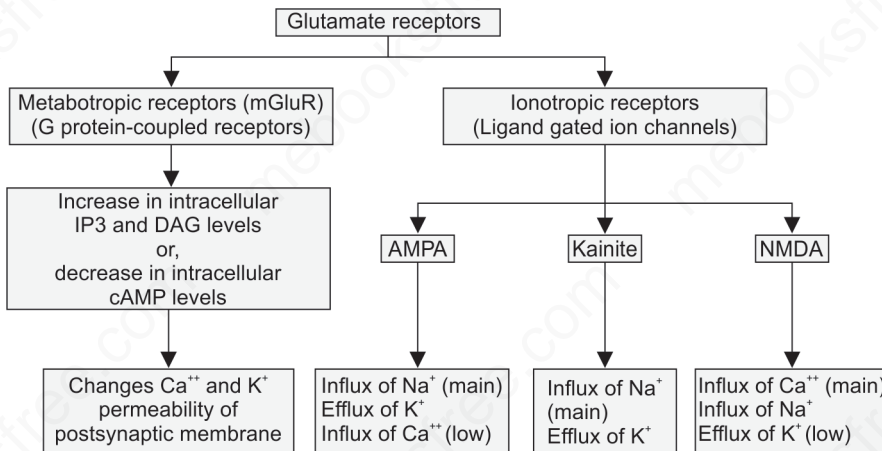 Glutamate receptors
Metabotropic receptors (mGluR)
(G protein-coupled receptors)
Ionotropic receptors
(Ligand gated ion channels)
Increase in intracellular
IP3 and DAG levels
or,
decrease in intracellular
cAMP levels
AMPA
Kainite
NMDA
Changes Ca⁺⁺ and K⁺
permeability of
postsynaptic membrane
Influx of Na⁺ (main)
Efflux of K⁺
Influx of Ca⁺⁺ (low)
Influx of Na⁺
(main)
Efflux of K⁺
Influx of Ca⁺⁺ (main)
Influx of Na⁺
Efflux of K⁺ (low)